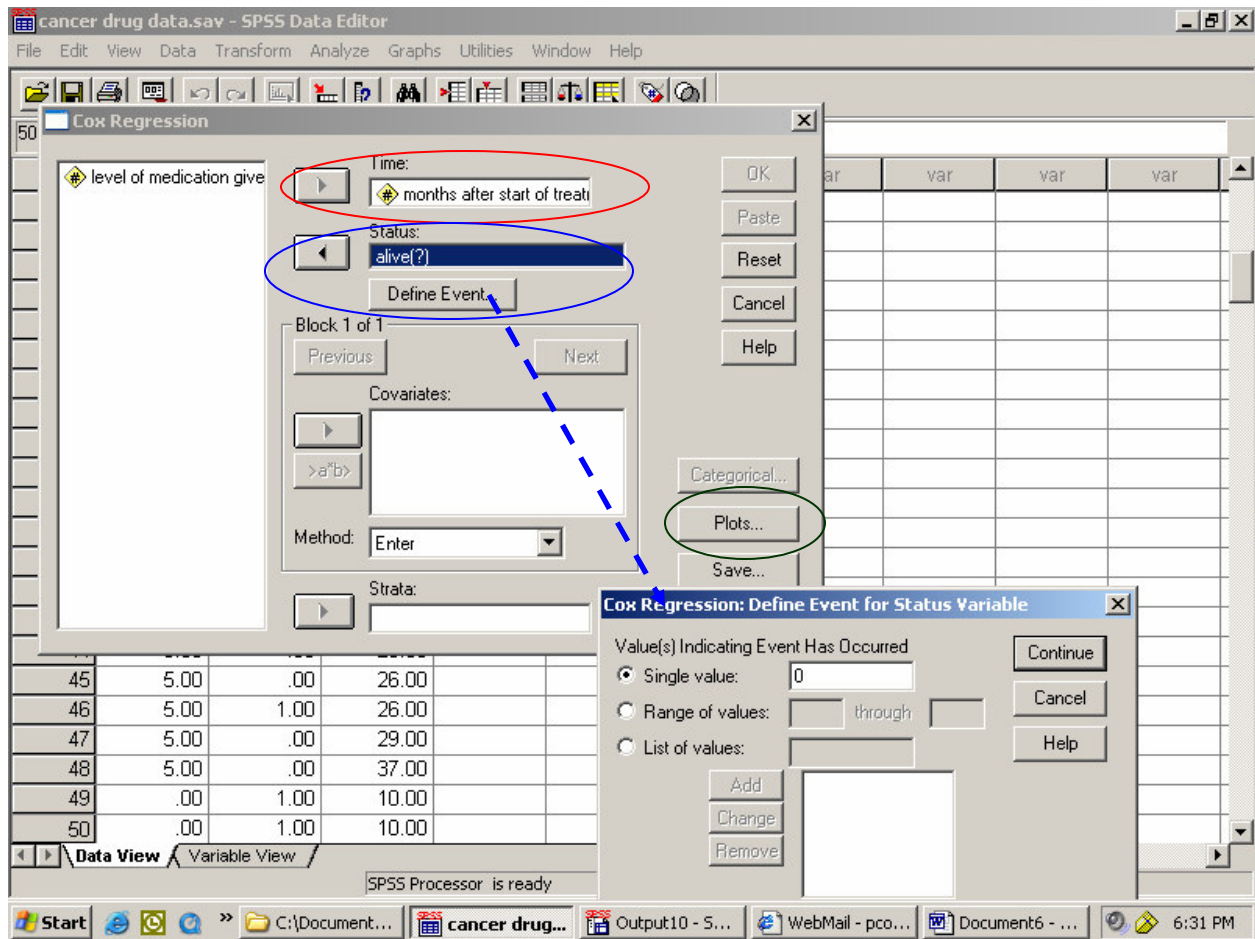 cancer drug data.sav - SPSS Data Editor
File Edit View Data Transform Analyze Graphs Utilities Window Help
50
Cox Regression
level of medication give
Time:
months after start of treatm
Status:
alive(?)
Define Event...
Block 1 of 1
Previous Next
Covariates:
>a*b>
Method: Enter
Strata:
OK
Paste
Reset
Cancel
Help
Categorical...
Plots...
Save...
ar var var var
Cox Regression: Define Event for Status Variable
Value(s) Indicating Event Has Occurred
Single value: 0
Range of values: through
List of values:
Add
Change
Remove
Continue
Cancel
Help
45 5.00 .00 26.00
46 5.00 1.00 26.00
47 5.00 .00 29.00
48 5.00 .00 37.00
49 .00 1.00 10.00
50 .00 1.00 10.00
Data View Variable View
SPSS Processor is ready
Start » C:\Document... cancer drug... Output10 - S... WebMail - pco... Document6 - ... 6:31 PM